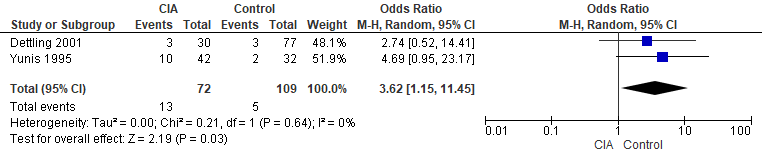 CIA Control Odds Ratio Odds Ratio
Study or Subgroup Events Total Events Total Weight M-H, Random, 95% CI M-H, Random, 95% CI
Dettling 2001 3 30 3 77 48.1% 2.74 [0.52, 14.41]
Yunis 1995 10 42 2 32 51.9% 4.69 [0.95, 23.17]
Total (95% CI) 72 109 100.0% 3.62 [1.15, 11.45]
Total events 13 5
Heterogeneity: Tau² = 0.00; Chi² = 0.21, df = 1 (P = 0.64); I² = 0%
Test for overall effect: Z = 2.19 (P = 0.03)
0.01 0.1 1 10 100
CIA Control